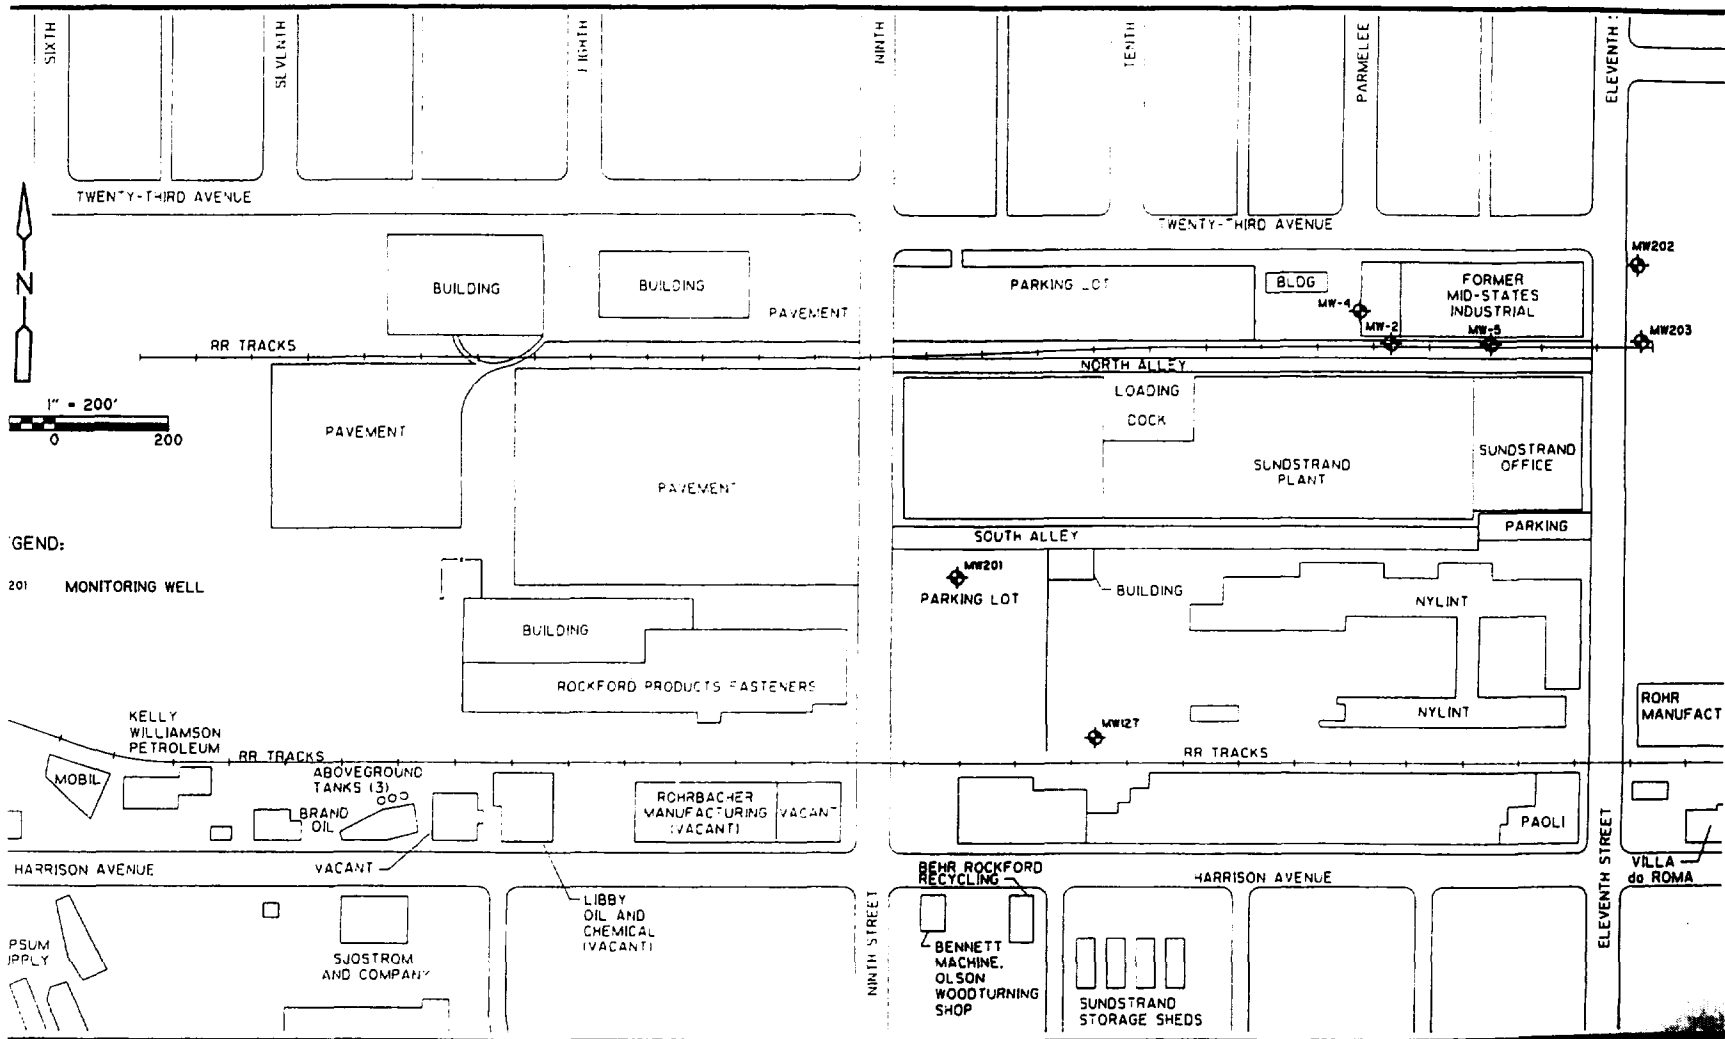 SIXTH
SEVENTH
EIGHTH
NINTH
TENTH
PARMELEE
ELEVENTH
TWENTY-THIRD AVENUE
TWENTY-THIRD AVENUE
MW202
N
BUILDING
BUILDING
PAVEMENT
PARKING LOT
BLDG
FORMER
MID-STATES
INDUSTRIAL
MW-4
MW-2
MW-5
MW203
RR TRACKS
NORTH ALLEY
1" = 200'
0 200
PAVEMENT
PAVEMENT
LOADING
DOCK
SUNDSTRAND
PLANT
SUNDSTRAND
OFFICE
PARKING
SOUTH ALLEY
GEND:
201 MONITORING WELL
MW201
PARKING LOT
BUILDING
NYLINT
BUILDING
ROCKFORD PRODUCTS FASTENERS
NYLINT
ROHR
MANUFACT
KELLY
WILLIAMSON
PETROLEUM
MW127
RR TRACKS
RR TRACKS
MOBIL
ABOVEGROUND
TANKS (3)
BRAND
OIL
ROHRBACHER
MANUFACTURING
(VACANT)
VACANT
PAOLI
ELEVENTH STREET
VILLA
da ROMA
HARRISON AVENUE
VACANT
BEHR ROCKFORD
RECYCLING
HARRISON AVENUE
LIBBY
OIL AND
CHEMICAL
(VACANT)
NINTH STREET
PSUM
UPPLY
SJOSTROM
AND COMPANY
BENNETT
MACHINE,
OLSON
WOODTURNING
SHOP
SUNDSTRAND
STORAGE SHEDS